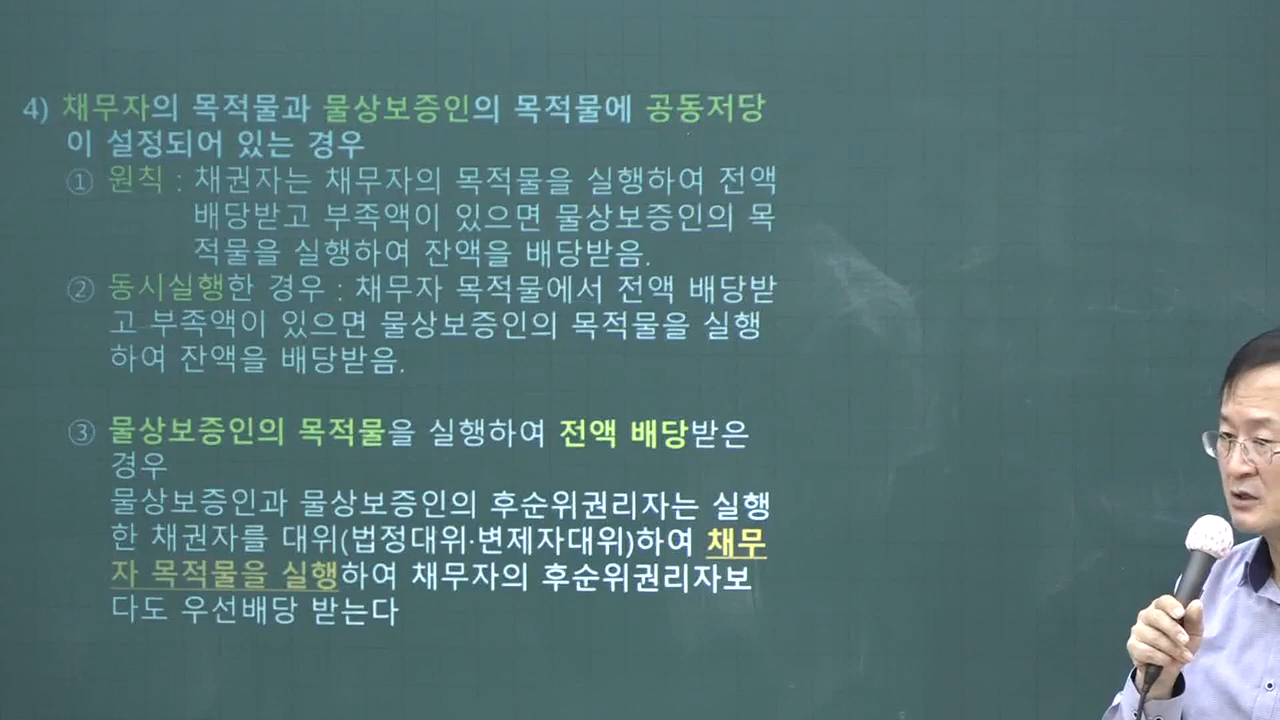 4) 채무자의 목적물과 물상보증인의 목적물에 공동저당
이 설정되어 있는 경우
① 원칙 : 채권자는 채무자의 목적물을 실행하여 전액
배당받고 부족액이 있으면 물상보증인의 목
적물을 실행하여 잔액을 배당받음.
② 동시실행한 경우 : 채무자 목적물에서 전액 배당받
고 부족액이 있으면 물상보증인의 목적물을 실행
하여 잔액을 배당받음.
③ 물상보증인의 목적물을 실행하여 전액 배당받은
경우
물상보증인과 물상보증인의 후순위권리자는 실행
한 채권자를 대위(법정대위·변제자대위)하여 채무
자 목적물을 실행하여 채무자의 후순위권리자보
다도 우선배당 받는다